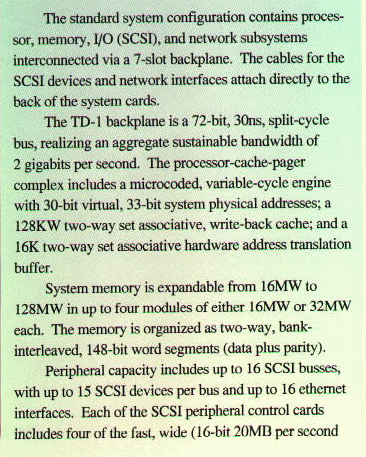 The standard system configuration contains proces-
sor, memory, I/O (SCSI), and network subsystems
interconnected via a 7-slot backplane. The cables for the
SCSI devices and network interfaces attach directly to the
back of the system cards.
The TD-1 backplane is a 72-bit, 30ns, split-cycle
bus, realizing an aggregate sustainable bandwidth of
2 gigabits per second. The processor-cache-pager
complex includes a microcoded, variable-cycle engine
with 30-bit virtual, 33-bit system physical addresses; a
128KW two-way set associative, write-back cache; and a
16K two-way set associative hardware address translation
buffer.
System memory is expandable from 16MW to
128MW in up to four modules of either 16MW or 32MW
each. The memory is organized as two-way, bank-
interleaved, 148-bit word segments (data plus parity).
Peripheral capacity includes up to 16 SCSI busses,
with up to 15 SCSI devices per bus and up to 16 ethernet
interfaces. Each of the SCSI peripheral control cards
includes four of the fast, wide (16-bit 20MB per second